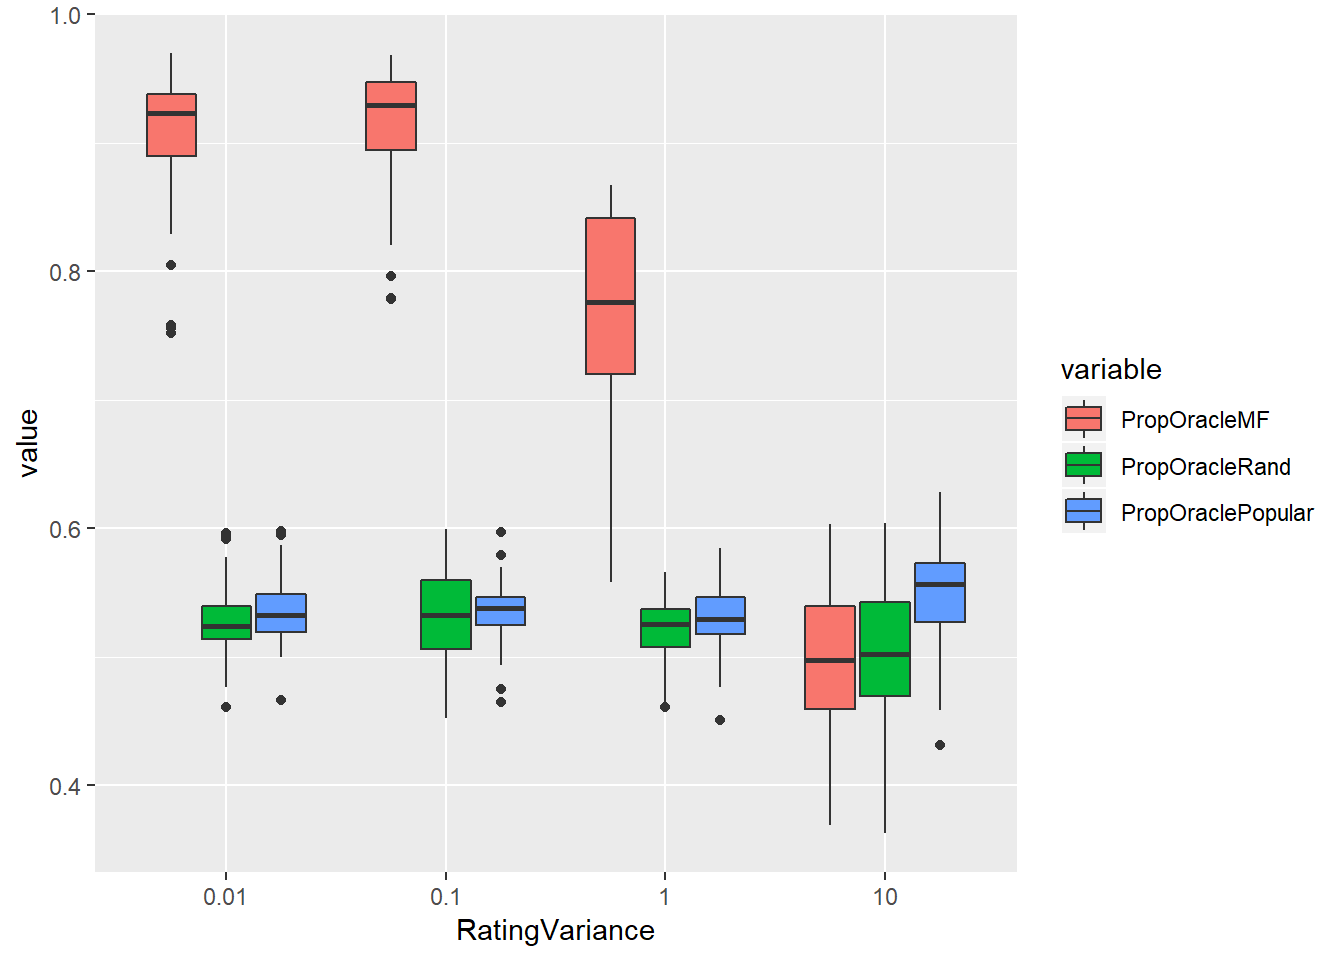 1.0
0.8
0.6
0.4
value
0.01
0.1
1
10
RatingVariance
variable
PropOracleMF
PropOracleRand
PropOraclePopular